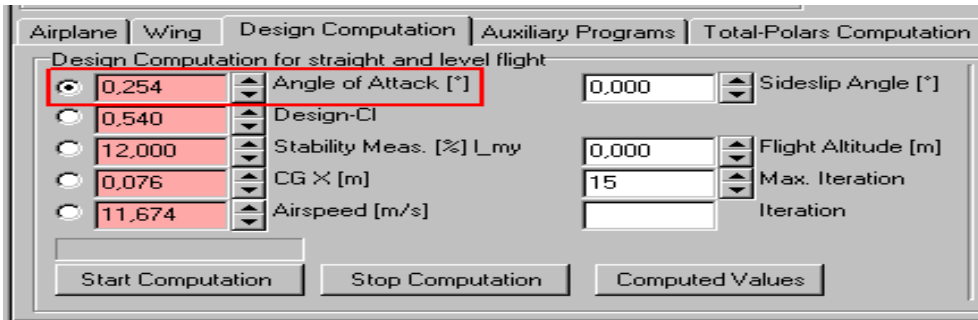 Airplane Wing Design Computation Auxiliary Programs Total-Polars Computation
Design Computation for straight and level flight
0,254 Angle of Attack [°] 0,000 Sideslip Angle [°]
0,540 Design-Cl
12,000 Stability Meas. [%] l_my 0,000 Flight Altitude [m]
0,076 CG X [m] 15 Max. Iteration
11,674 Airspeed [m/s] Iteration
Start Computation Stop Computation Computed Values